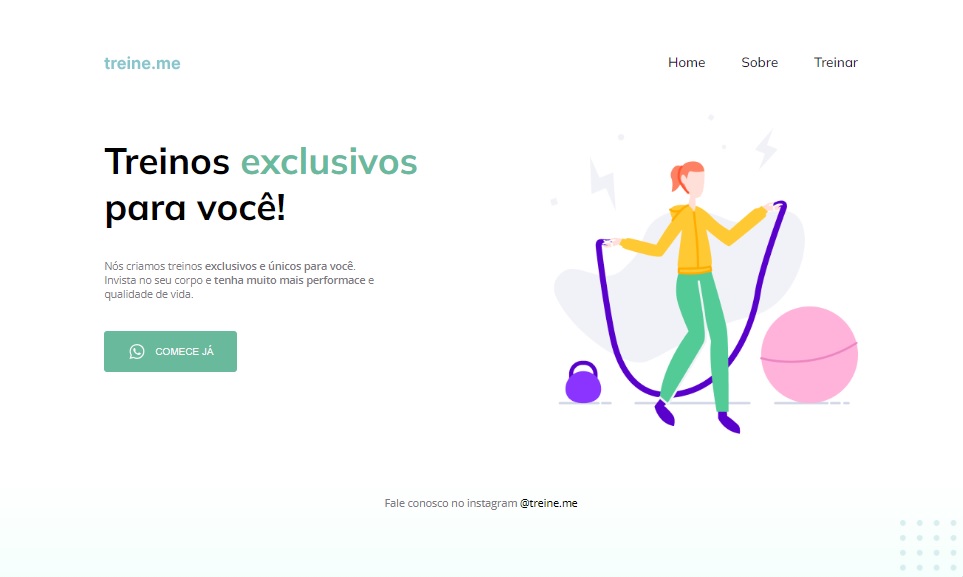 treine.me
Home Sobre Treinar
Treinos exclusivos
para você!
Nós criamos treinos exclusivos e únicos para você.
Invista no seu corpo e tenha muito mais performace e
qualidade de vida.
COMECE JÁ
Fale conosco no instagram @treine.me